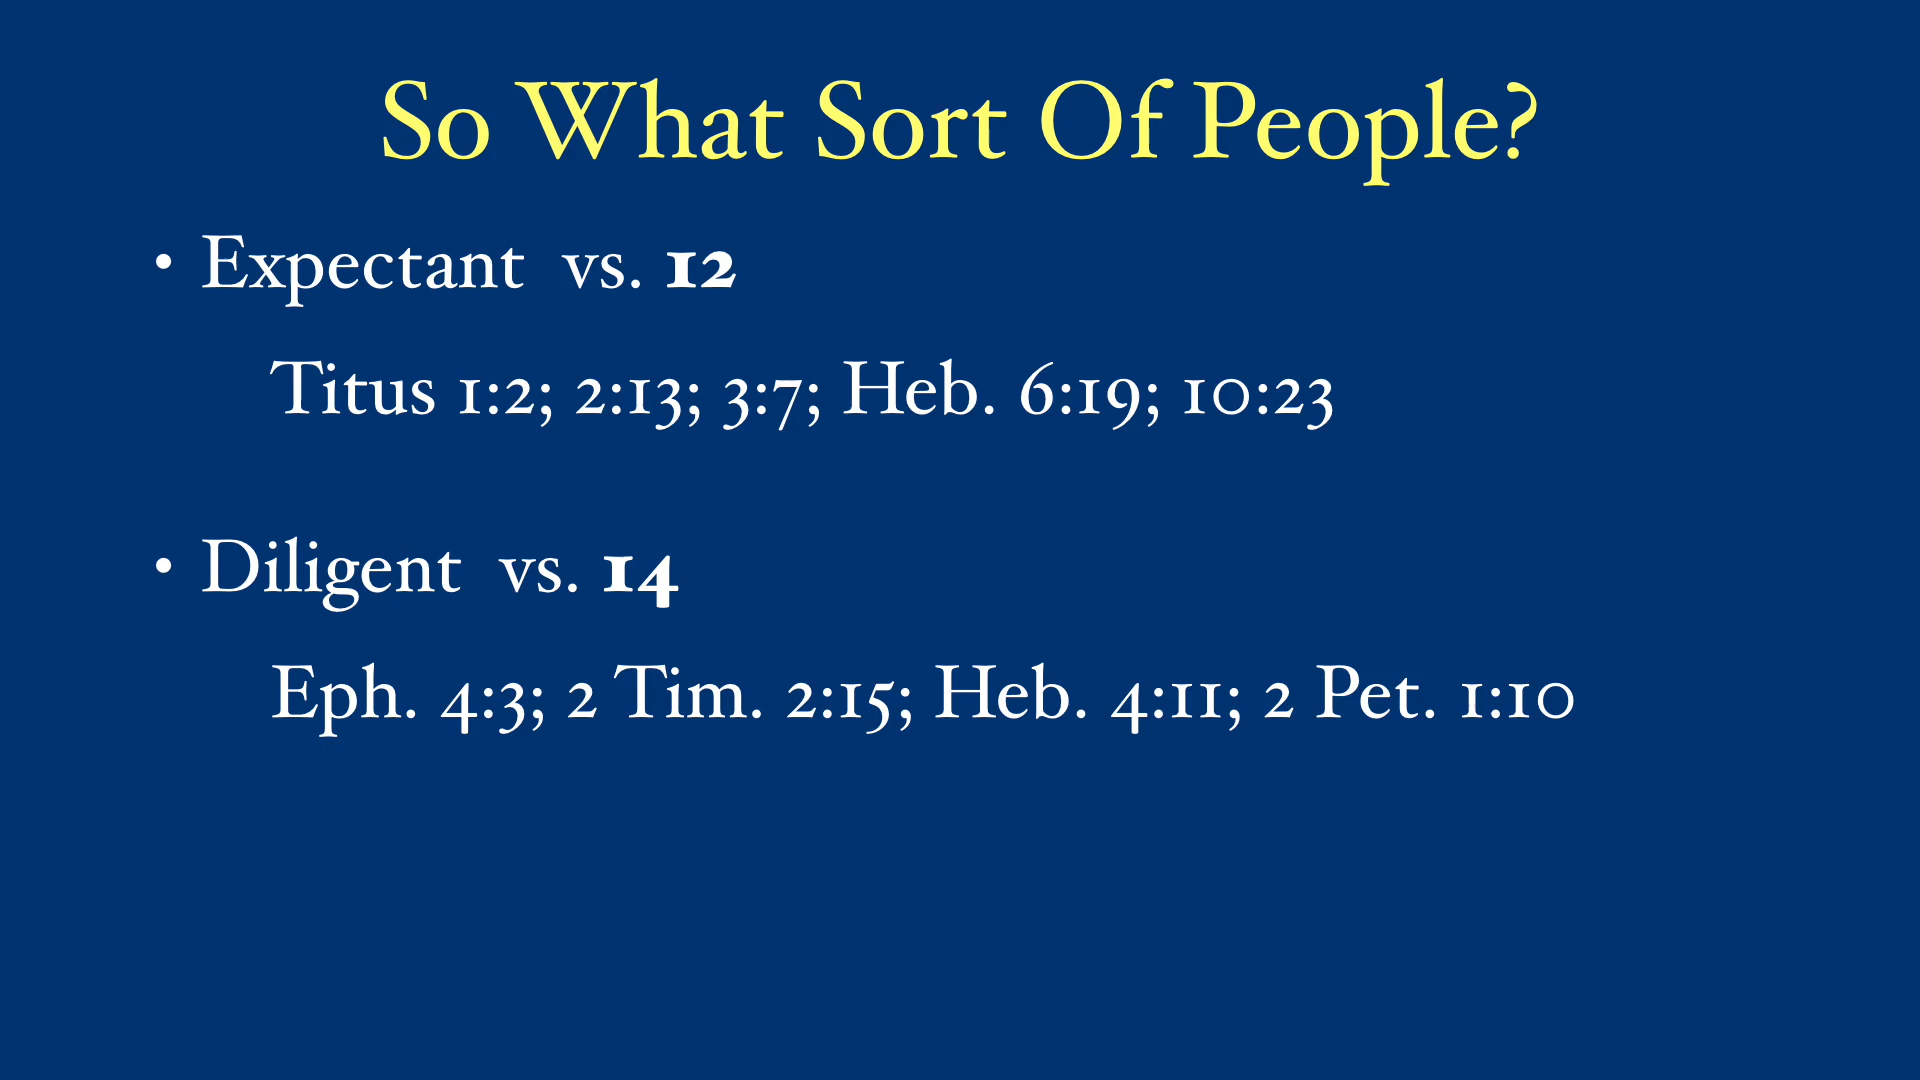 So What Sort Of People?
• Expectant  vs. 12
Titus 1:2; 2:13; 3:7; Heb. 6:19; 10:23
• Diligent  vs. 14
Eph. 4:3; 2 Tim. 2:15; Heb. 4:11; 2 Pet. 1:10